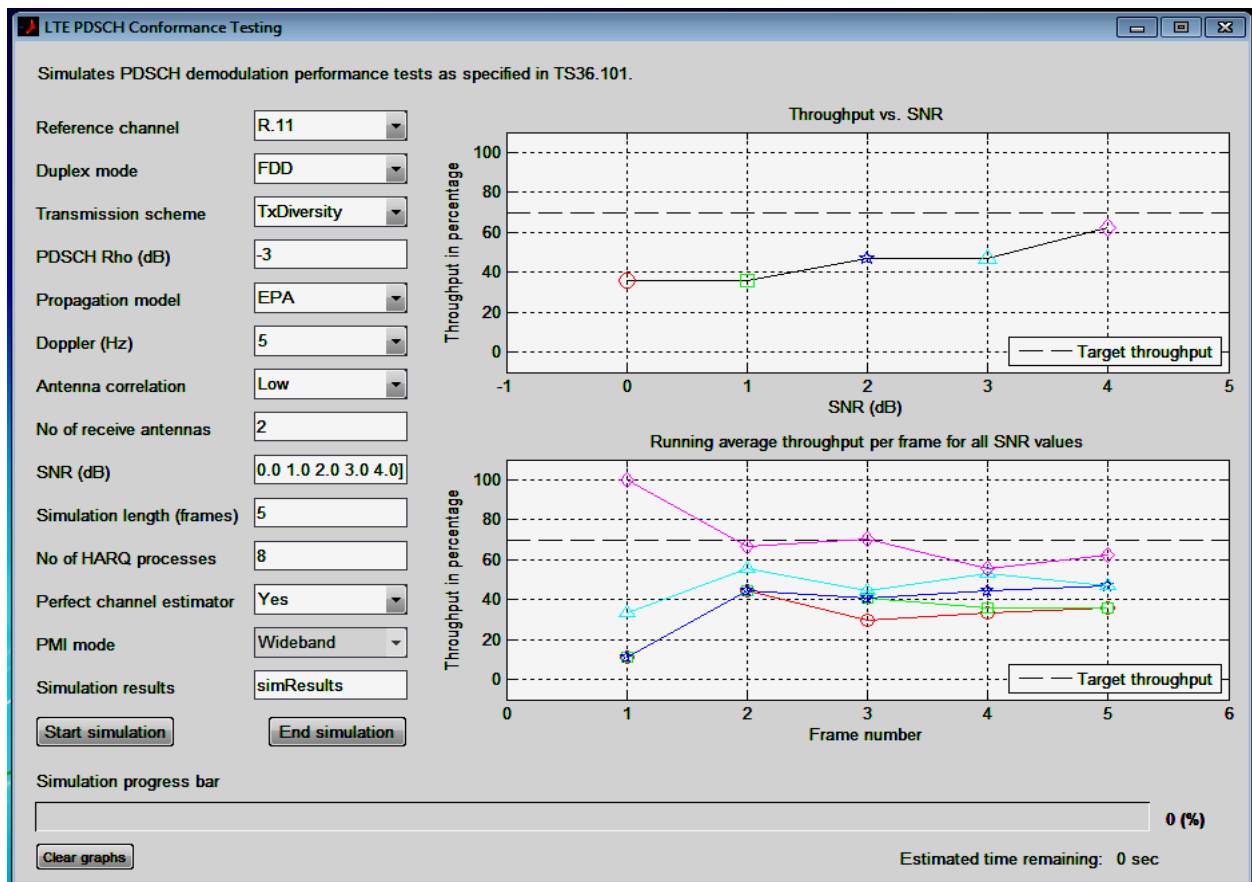 LTE PDSCH Conformance Testing
Simulates PDSCH demodulation performance tests as specified in TS36.101.
Reference channel R.11
Duplex mode FDD
Transmission scheme TxDiversity
PDSCH Rho (dB) -3
Propagation model EPA
Doppler (Hz) 5
Antenna correlation Low
No of receive antennas 2
SNR (dB) 0.0 1.0 2.0 3.0 4.0]
Simulation length (frames) 5
No of HARQ processes 8
Perfect channel estimator Yes
PMI mode Wideband
Simulation results simResults
Start simulation End simulation
Throughput vs. SNR
Throughput in percentage
100
80
60
40
20
0
Target throughput
-1 0 1 2 3 4 5
SNR (dB)
Running average throughput per frame for all SNR values
Throughput in percentage
100
80
60
40
20
0
Target throughput
0 1 2 3 4 5 6
Frame number
Simulation progress bar
0 (%)
Clear graphs
Estimated time remaining: 0 sec